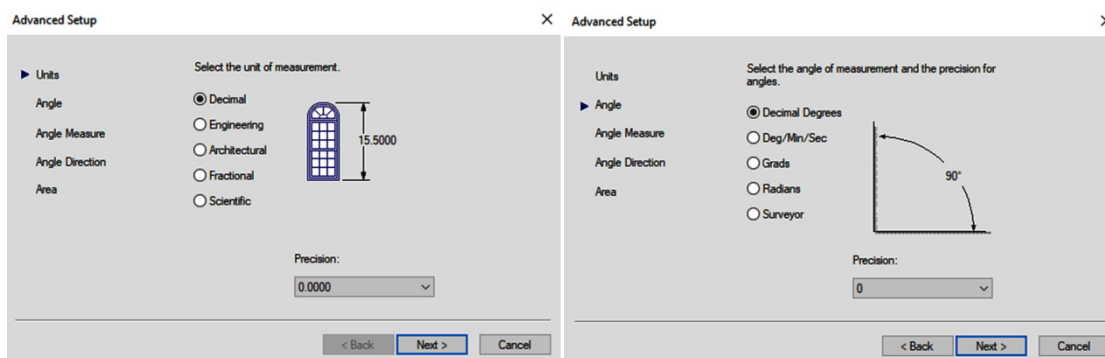 Advanced Setup
Units
Angle
Angle Measure
Angle Direction
Area
Select the unit of measurement.
Decimal
Engineering
Architectural
Fractional
Scientific
15.5000
Precision:
0.0000
< Back
Next >
Cancel
Advanced Setup
Units
Angle
Angle Measure
Angle Direction
Area
Select the angle of measurement and the precision for
angles.
Decimal Degrees
Deg/Min/Sec
Grads
Radians
Surveyor
90°
Precision:
0
< Back
Next >
Cancel